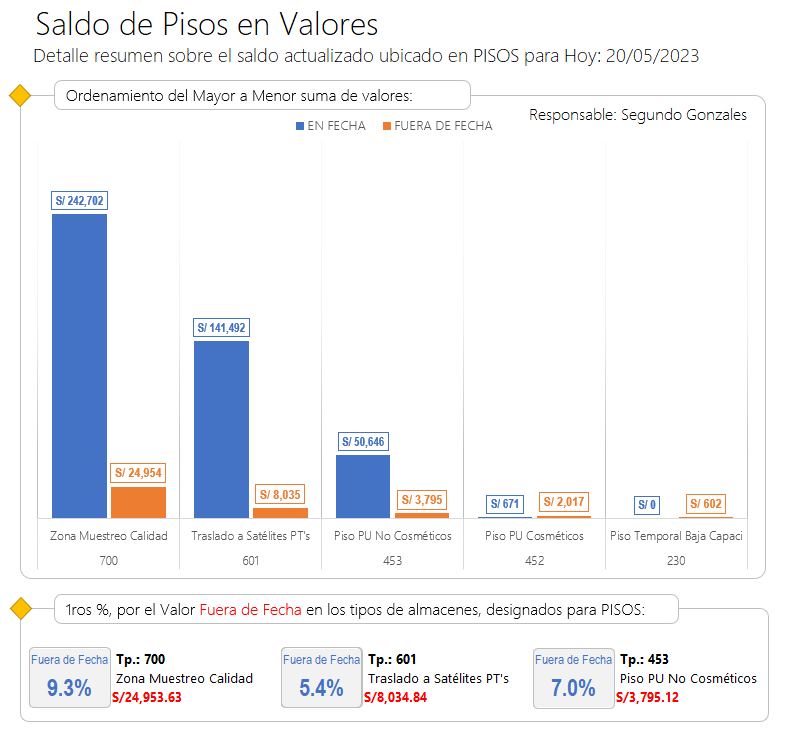 Saldo de Pisos en Valores
Detalle resumen sobre el saldo actualizado ubicado en PISOS para Hoy: 20/05/2023
Ordenamiento del Mayor a Menor suma de valores:
Responsable: Segundo Gonzales
EN FECHA FUERA DE FECHA
S/ 242,702
S/ 141,492
S/ 50,646
S/ 24,954
S/ 8,035
S/ 3,795
S/ 671
S/ 2,017
S/ 0
S/ 602
Zona Muestreo Calidad Traslado a Satélites PT's Piso PU No Cosméticos Piso PU Cosméticos Piso Temporal Baja Capaci
700 601 453 452 230
1ros %, por el Valor Fuera de Fecha en los tipos de almacenes, designados para PISOS:
Fuera de Fecha
9.3%
Tp.: 700
Zona Muestreo Calidad
S/24,953.63
Fuera de Fecha
5.4%
Tp.: 601
Traslado a Satélites PT's
S/8,034.84
Fuera de Fecha
7.0%
Tp.: 453
Piso PU No Cosméticos
S/3,795.12